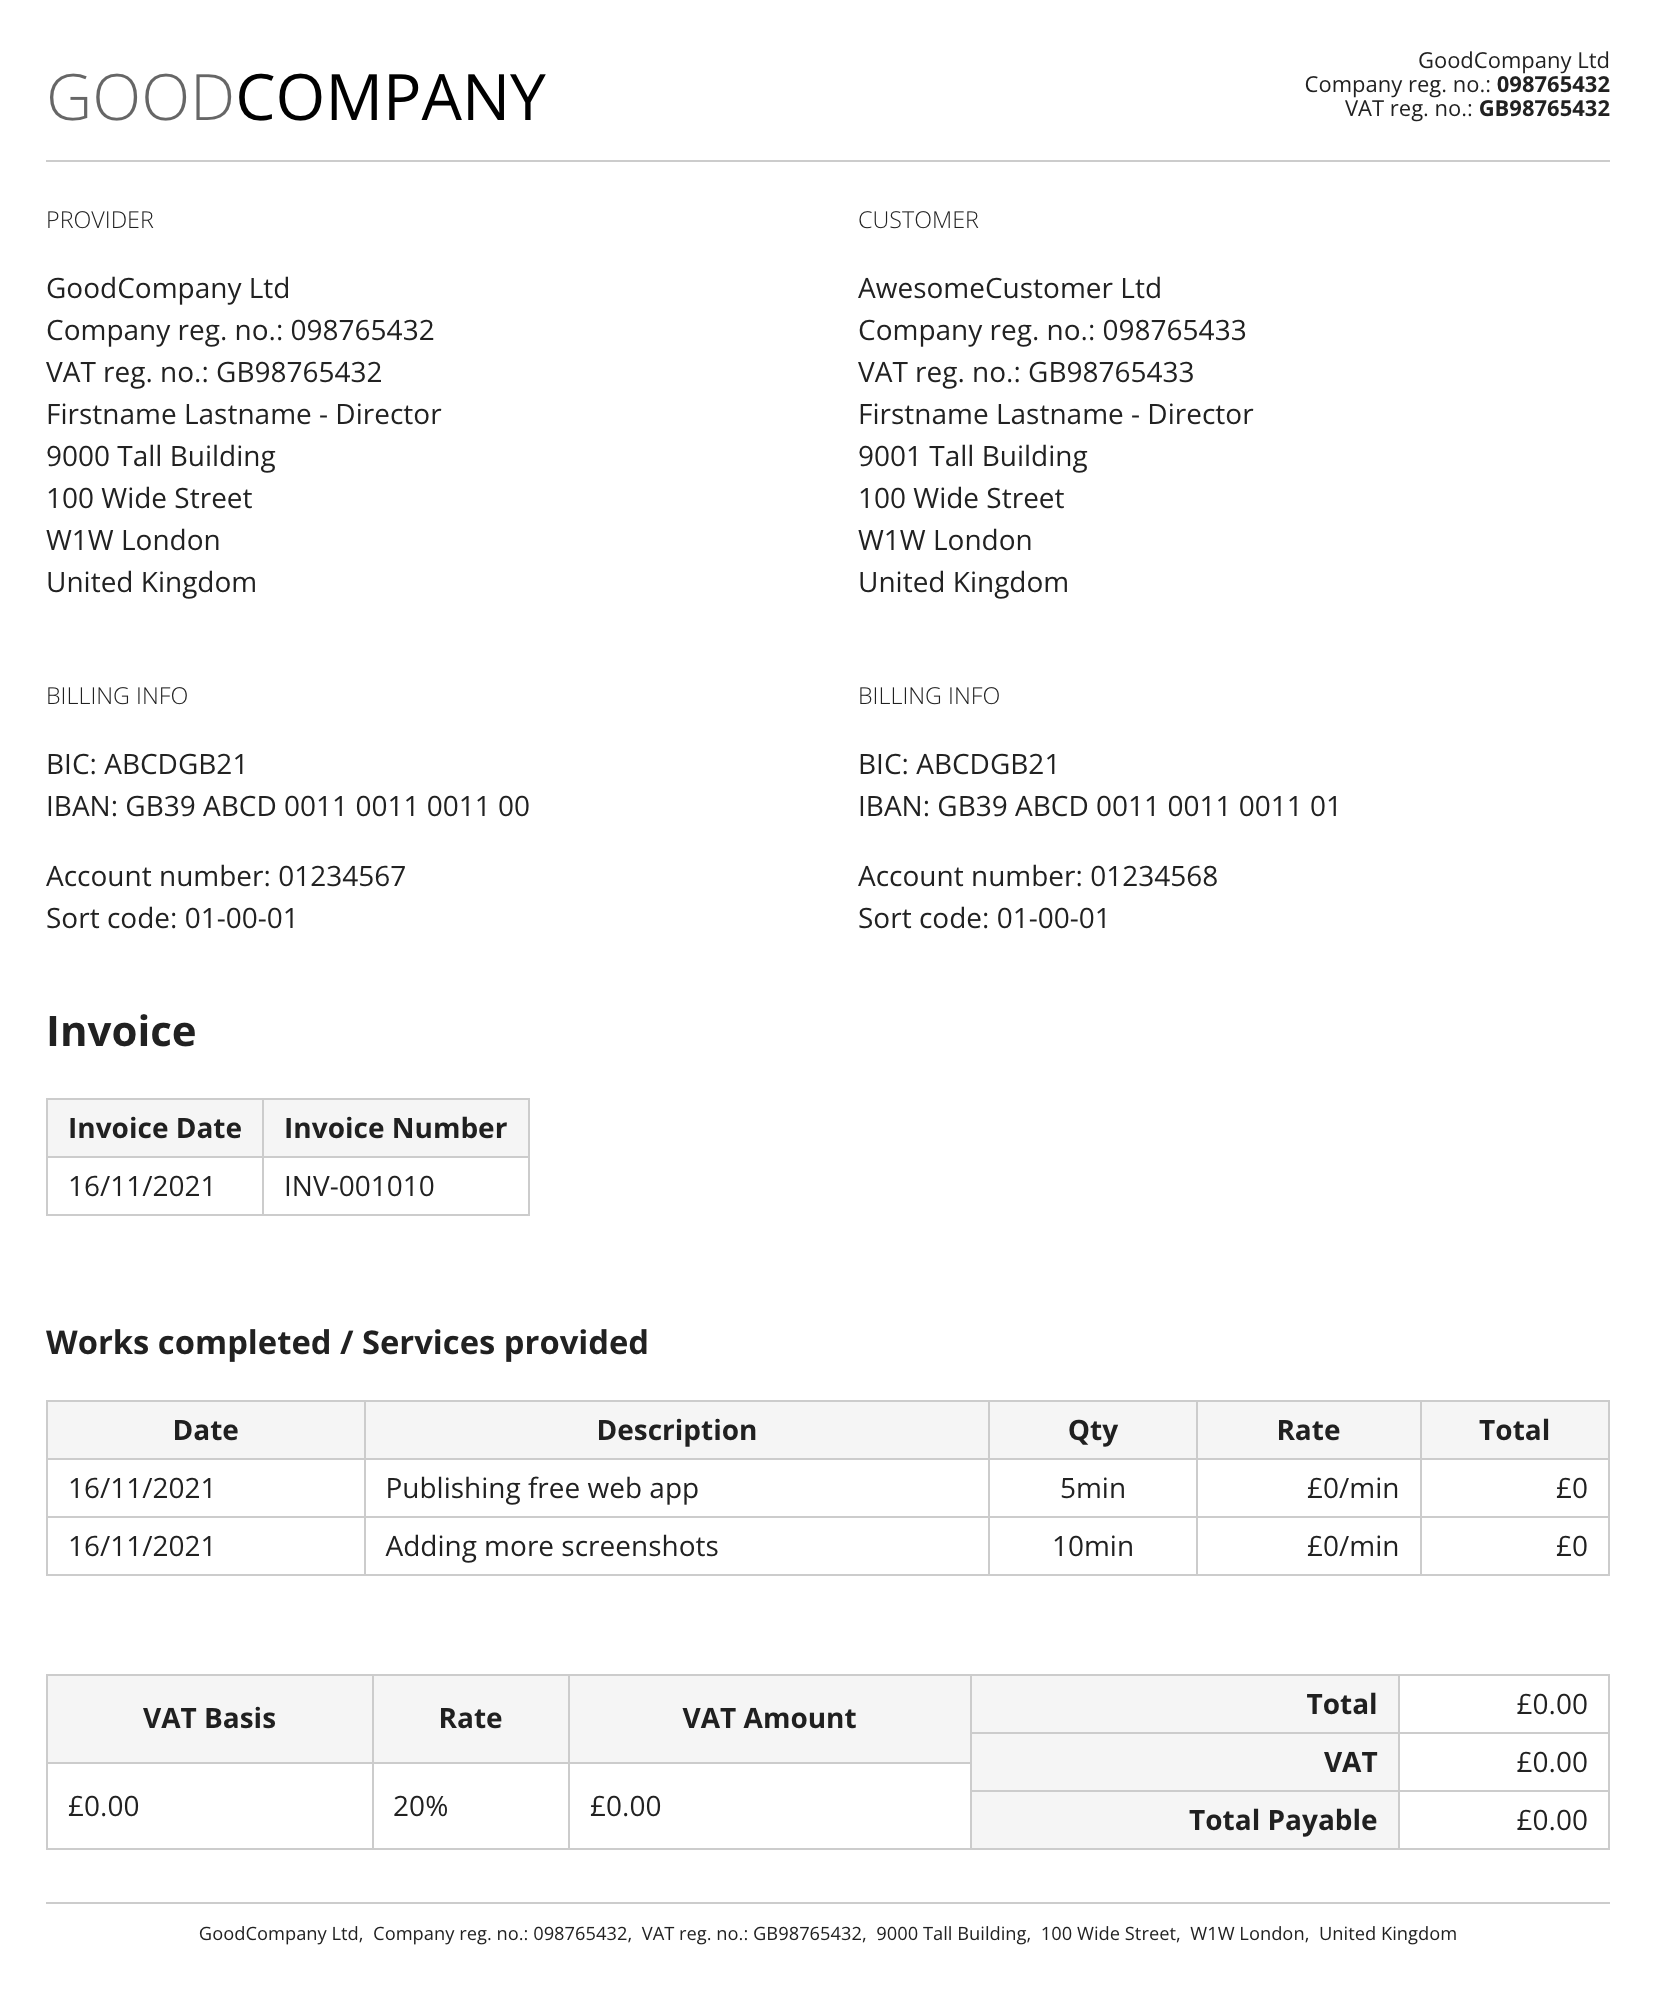 GOODCOMPANY
GoodCompany Ltd
Company reg. no.: 098765432
VAT reg. no.: GB98765432
PROVIDER
GoodCompany Ltd
Company reg. no.: 098765432
VAT reg. no.: GB98765432
Firstname Lastname - Director
9000 Tall Building
100 Wide Street
W1W London
United Kingdom
CUSTOMER
AwesomeCustomer Ltd
Company reg. no.: 098765433
VAT reg. no.: GB98765433
Firstname Lastname - Director
9001 Tall Building
100 Wide Street
W1W London
United Kingdom
BILLING INFO
BIC: ABCDGB21
IBAN: GB39 ABCD 0011 0011 0011 00
Account number: 01234567
Sort code: 01-00-01
BILLING INFO
BIC: ABCDGB21
IBAN: GB39 ABCD 0011 0011 0011 01
Account number: 01234568
Sort code: 01-00-01
Invoice
Invoice Date Invoice Number
16/11/2021 INV-001010
Works completed / Services provided
Date Description Qty Rate Total
16/11/2021 Publishing free web app 5min £0/min £0
16/11/2021 Adding more screenshots 10min £0/min £0
VAT Basis Rate VAT Amount
£0.00 20% £0.00
Total £0.00
VAT £0.00
Total Payable £0.00
GoodCompany Ltd, Company reg. no.: 098765432, VAT reg. no.: GB98765432, 9000 Tall Building, 100 Wide Street, W1W London, United Kingdom